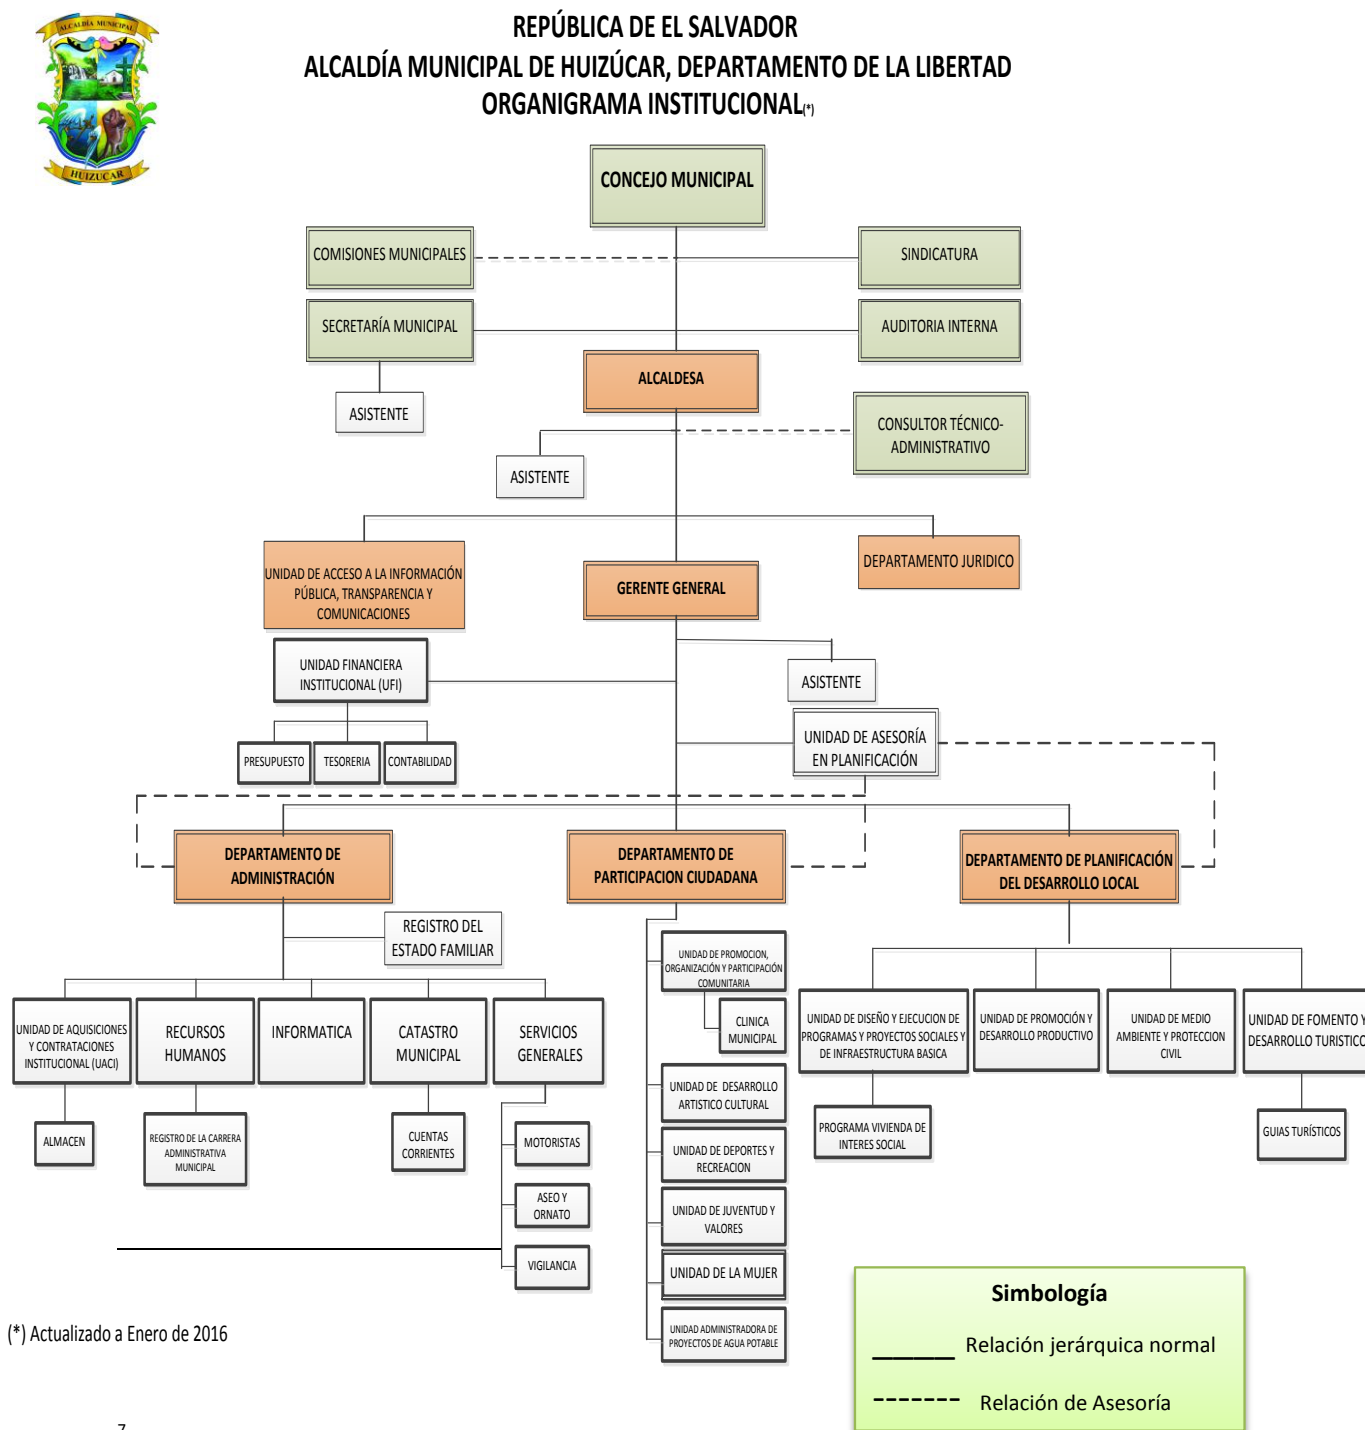 ALCALDÍA MUNICIPAL
HUIZUCAR
REPÚBLICA DE EL SALVADOR
ALCALDÍA MUNICIPAL DE HUIZÚCAR, DEPARTAMENTO DE LA LIBERTAD
ORGANIGRAMA INSTITUCIONAL(*)
CONCEJO MUNICIPAL
COMISIONES MUNICIPALES
SINDICATURA
SECRETARÍA MUNICIPAL
AUDITORIA INTERNA
ALCALDESA
ASISTENTE
CONSULTOR TÉCNICO-
ADMINISTRATIVO
ASISTENTE
UNIDAD DE ACCESO A LA INFORMACIÓN
PÚBLICA, TRANSPARENCIA Y
COMUNICACIONES
GERENTE GENERAL
DEPARTAMENTO JURIDICO
UNIDAD FINANCIERA
INSTITUCIONAL (UFI)
ASISTENTE
PRESUPUESTO
TESORERIA
CONTABILIDAD
UNIDAD DE ASESORÍA
EN PLANIFICACIÓN
DEPARTAMENTO DE
ADMINISTRACIÓN
DEPARTAMENTO DE
PARTICIPACION CIUDADANA
DEPARTAMENTO DE PLANIFICACIÓN
DEL DESARROLLO LOCAL
REGISTRO DEL
ESTADO FAMILIAR
UNIDAD DE AQUISICIONES
Y CONTRATACIONES
INSTITUCIONAL (UACI)
RECURSOS
HUMANOS
INFORMATICA
CATASTRO
MUNICIPAL
SERVICIOS
GENERALES
ALMACEN
REGISTRO DE LA CARRERA
ADMINISTRATIVA
MUNICIPAL
CUENTAS
CORRIENTES
MOTORISTAS
ASEO Y
ORNATO
VIGILANCIA
UNIDAD DE PROMOCION,
ORGANIZACIÓN Y PARTICIPACIÓN
COMUNITARIA
CLINICA
MUNICIPAL
UNIDAD DE DESARROLLO
ARTISTICO CULTURAL
UNIDAD DE DEPORTES Y
RECREACION
UNIDAD DE JUVENTUD Y
VALORES
UNIDAD DE LA MUJER
UNIDAD ADMINISTRADORA DE
PROYECTOS DE AGUA POTABLE
UNIDAD DE DISEÑO Y EJECUCION DE
PROGRAMAS Y PROYECTOS SOCIALES Y
DE INFRAESTRUCTURA BASICA
UNIDAD DE PROMOCIÓN Y
DESARROLLO PRODUCTIVO
UNIDAD DE MEDIO
AMBIENTE Y PROTECCION
CIVIL
UNIDAD DE FOMENTO Y
DESARROLLO TURISTICO
PROGRAMA VIVIENDA DE
INTERES SOCIAL
GUIAS TURÍSTICOS
Simbología
Relación jerárquica normal
Relación de Asesoría
(*) Actualizado a Enero de 2016
7